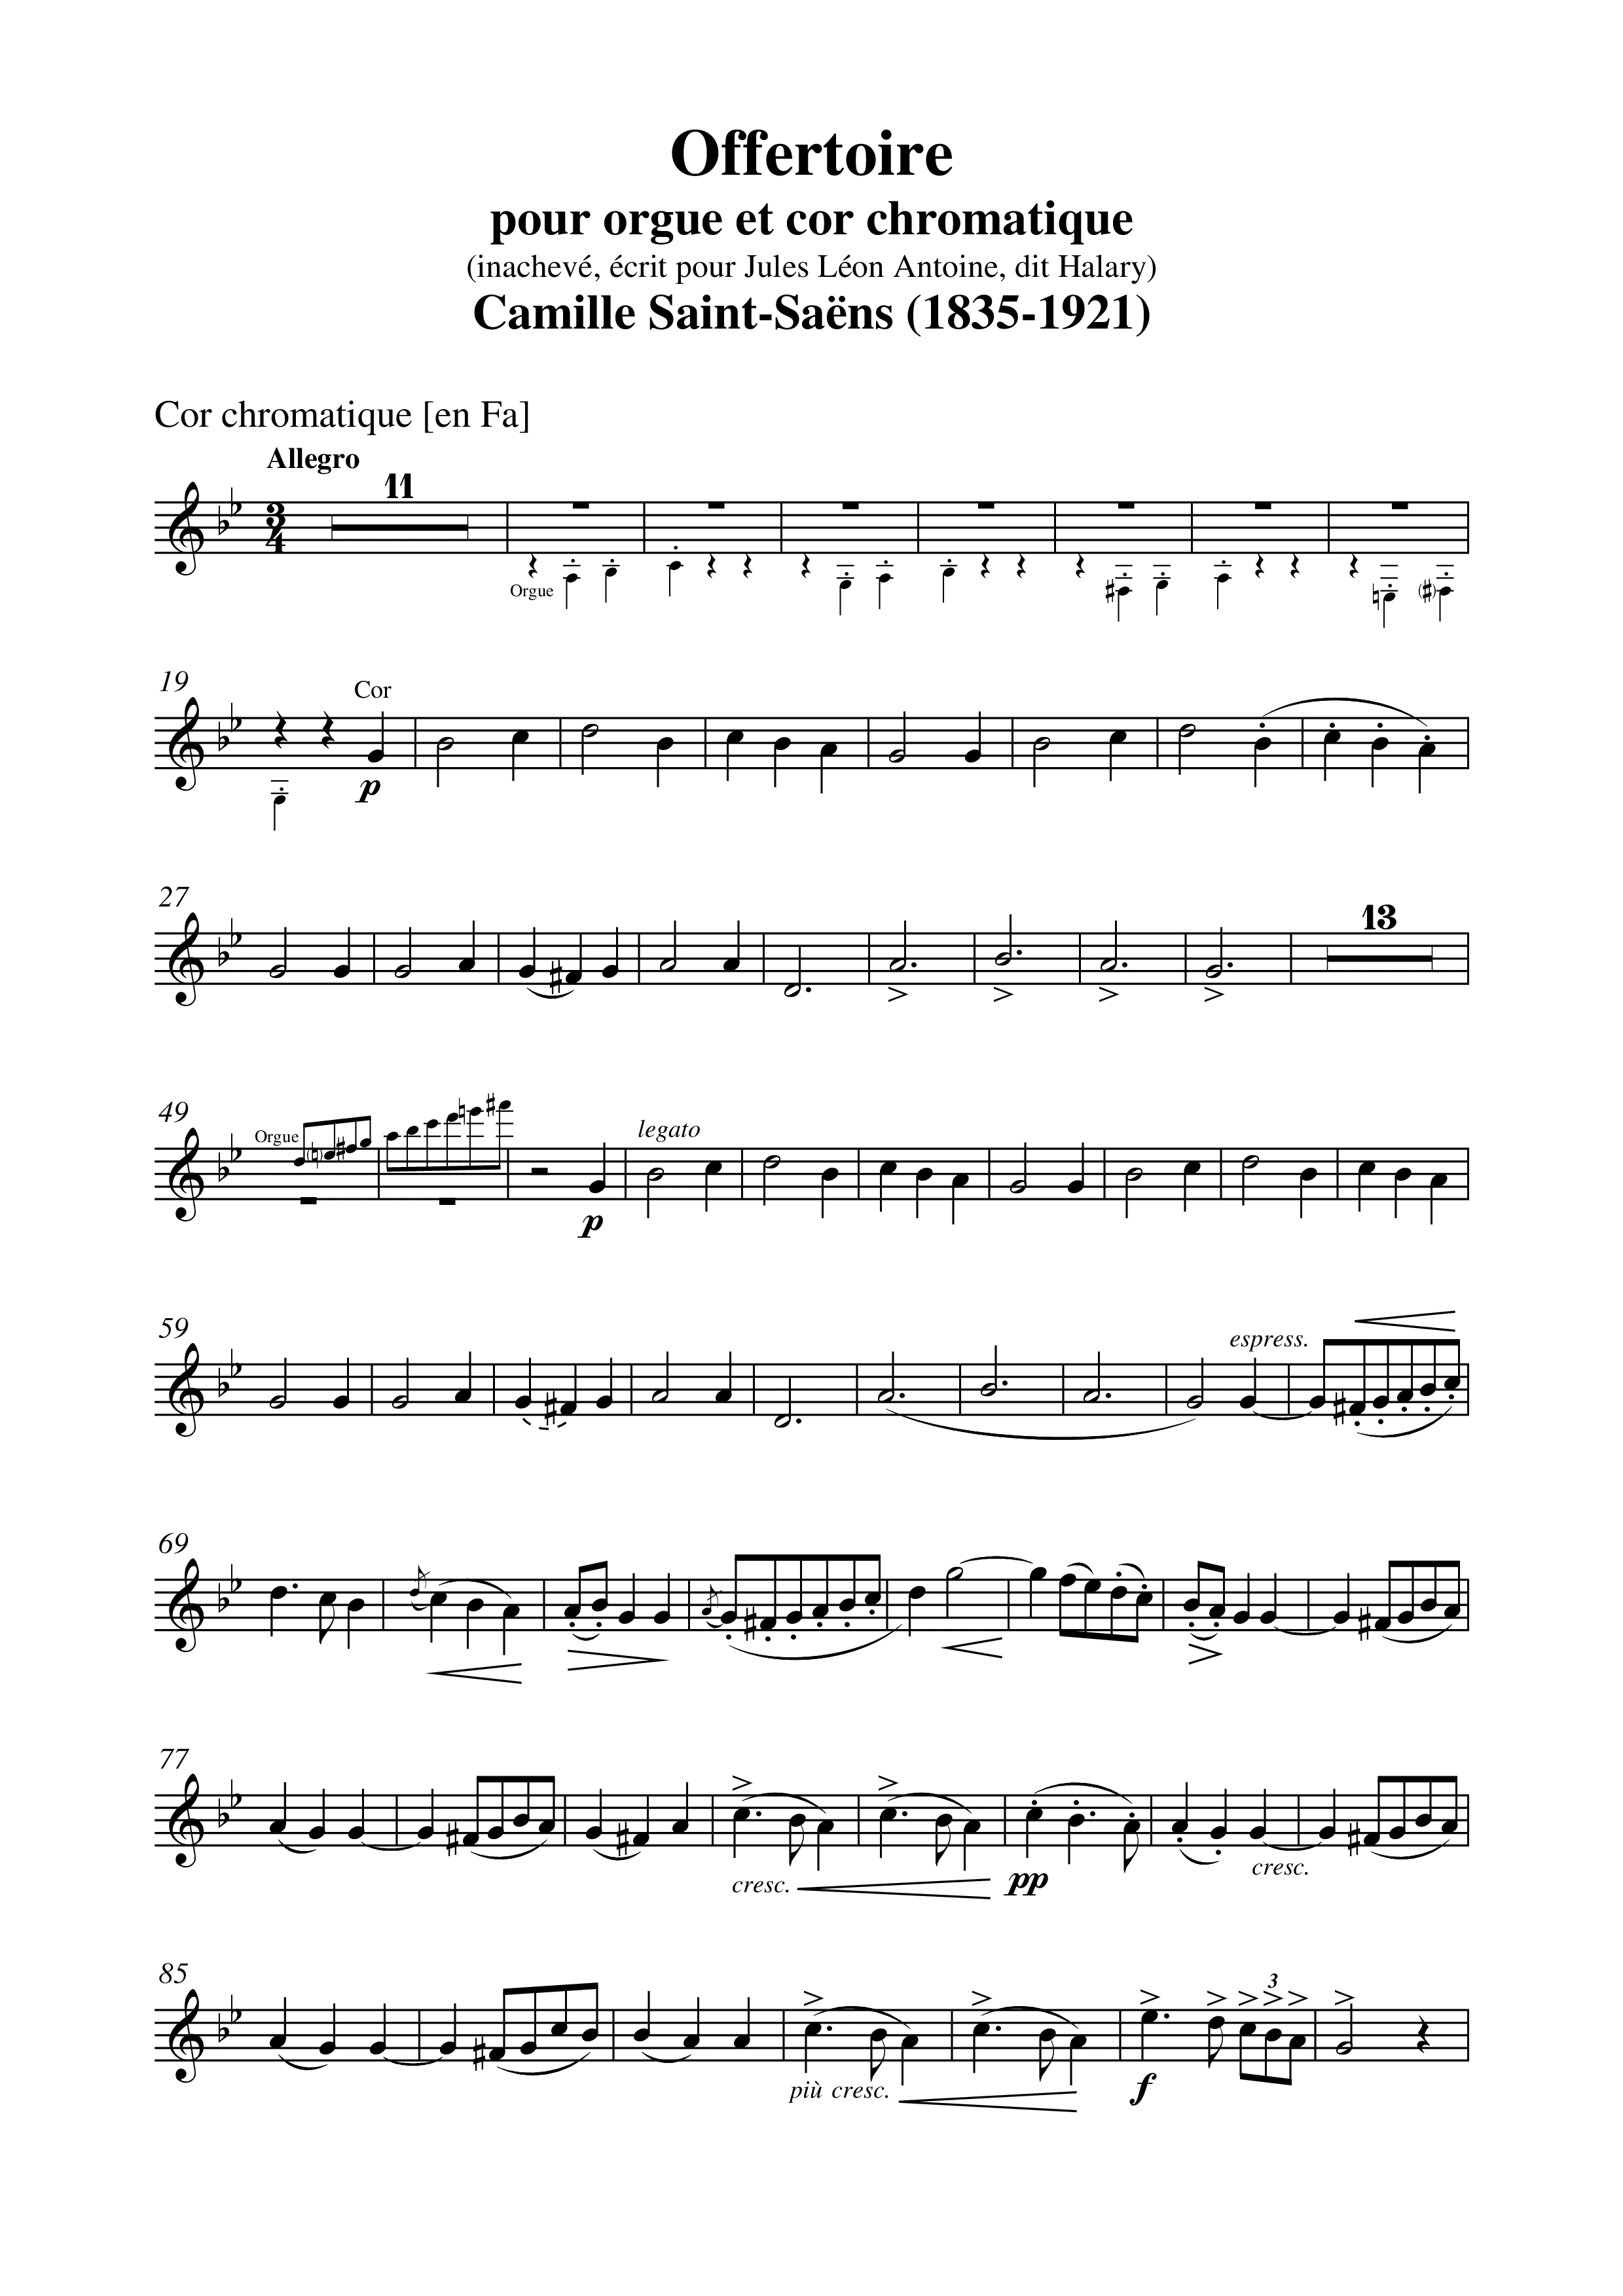 Offertoire
pour orgue et cor chromatique
(inachevé, écrit pour Jules Léon Antoine, dit Halary)
Camille Saint-Saëns (1835-1921)
Cor chromatique [en Fa]
Allegro
11
3
4
Orgue
19
Cor
p
27
13
49
Orgue
legato
p
59
espress.
69
77
cresc.
pp
cresc.
85
3
più cresc.
f